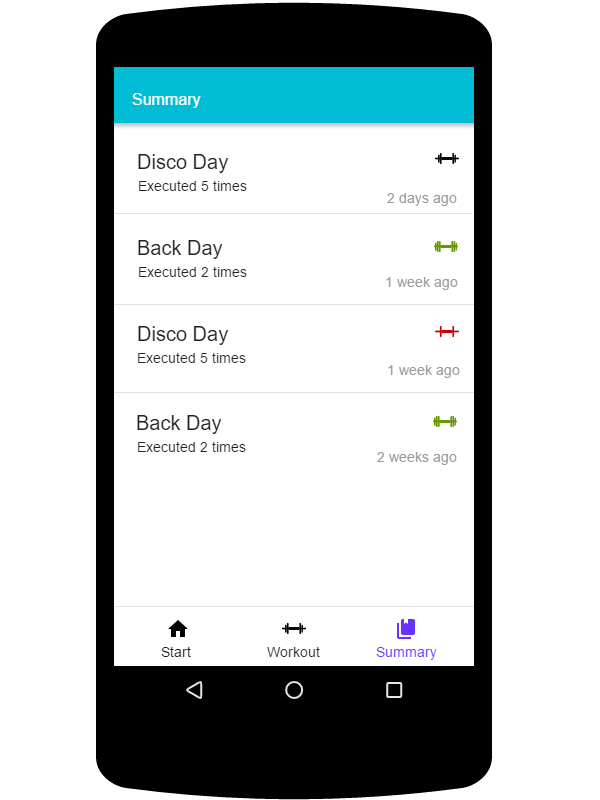 Summary
Disco Day
Executed 5 times
2 days ago
Back Day
Executed 2 times
1 week ago
Disco Day
Executed 5 times
1 week ago
Back Day
Executed 2 times
2 weeks ago
Start
Workout
Summary